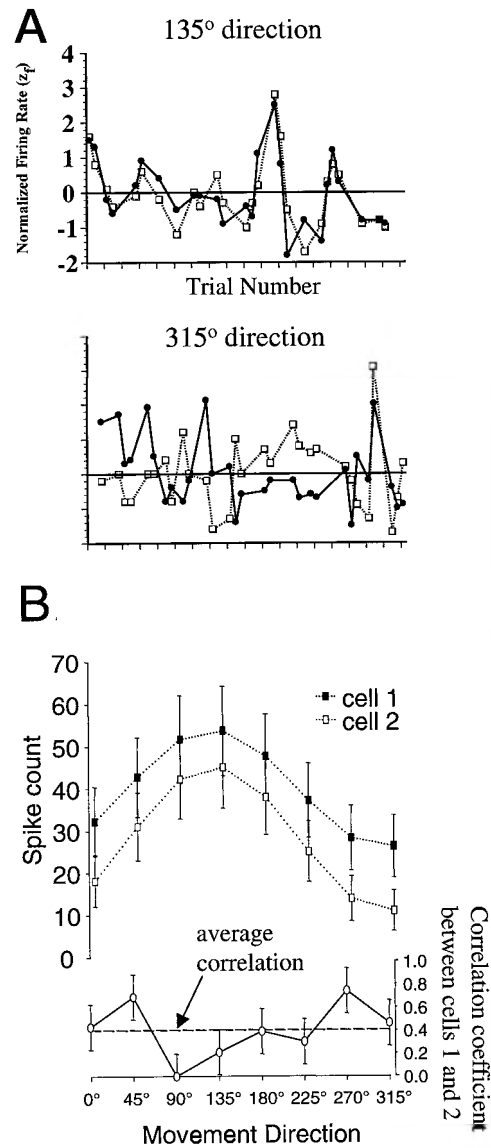 A
135° direction
Normalized Firing Rate (zf)
4
3
2
1
0
-1
-2
Trial Number
315° direction
B
70
60
50
40
30
20
10
0
Spike count
cell 1
cell 2
average
correlation
1.0
0.8
0.6
0.4
0.2
0.0
Correlation coefficient
between cells 1 and 2
0° 45° 90° 135° 180° 225° 270° 315°
Movement Direction